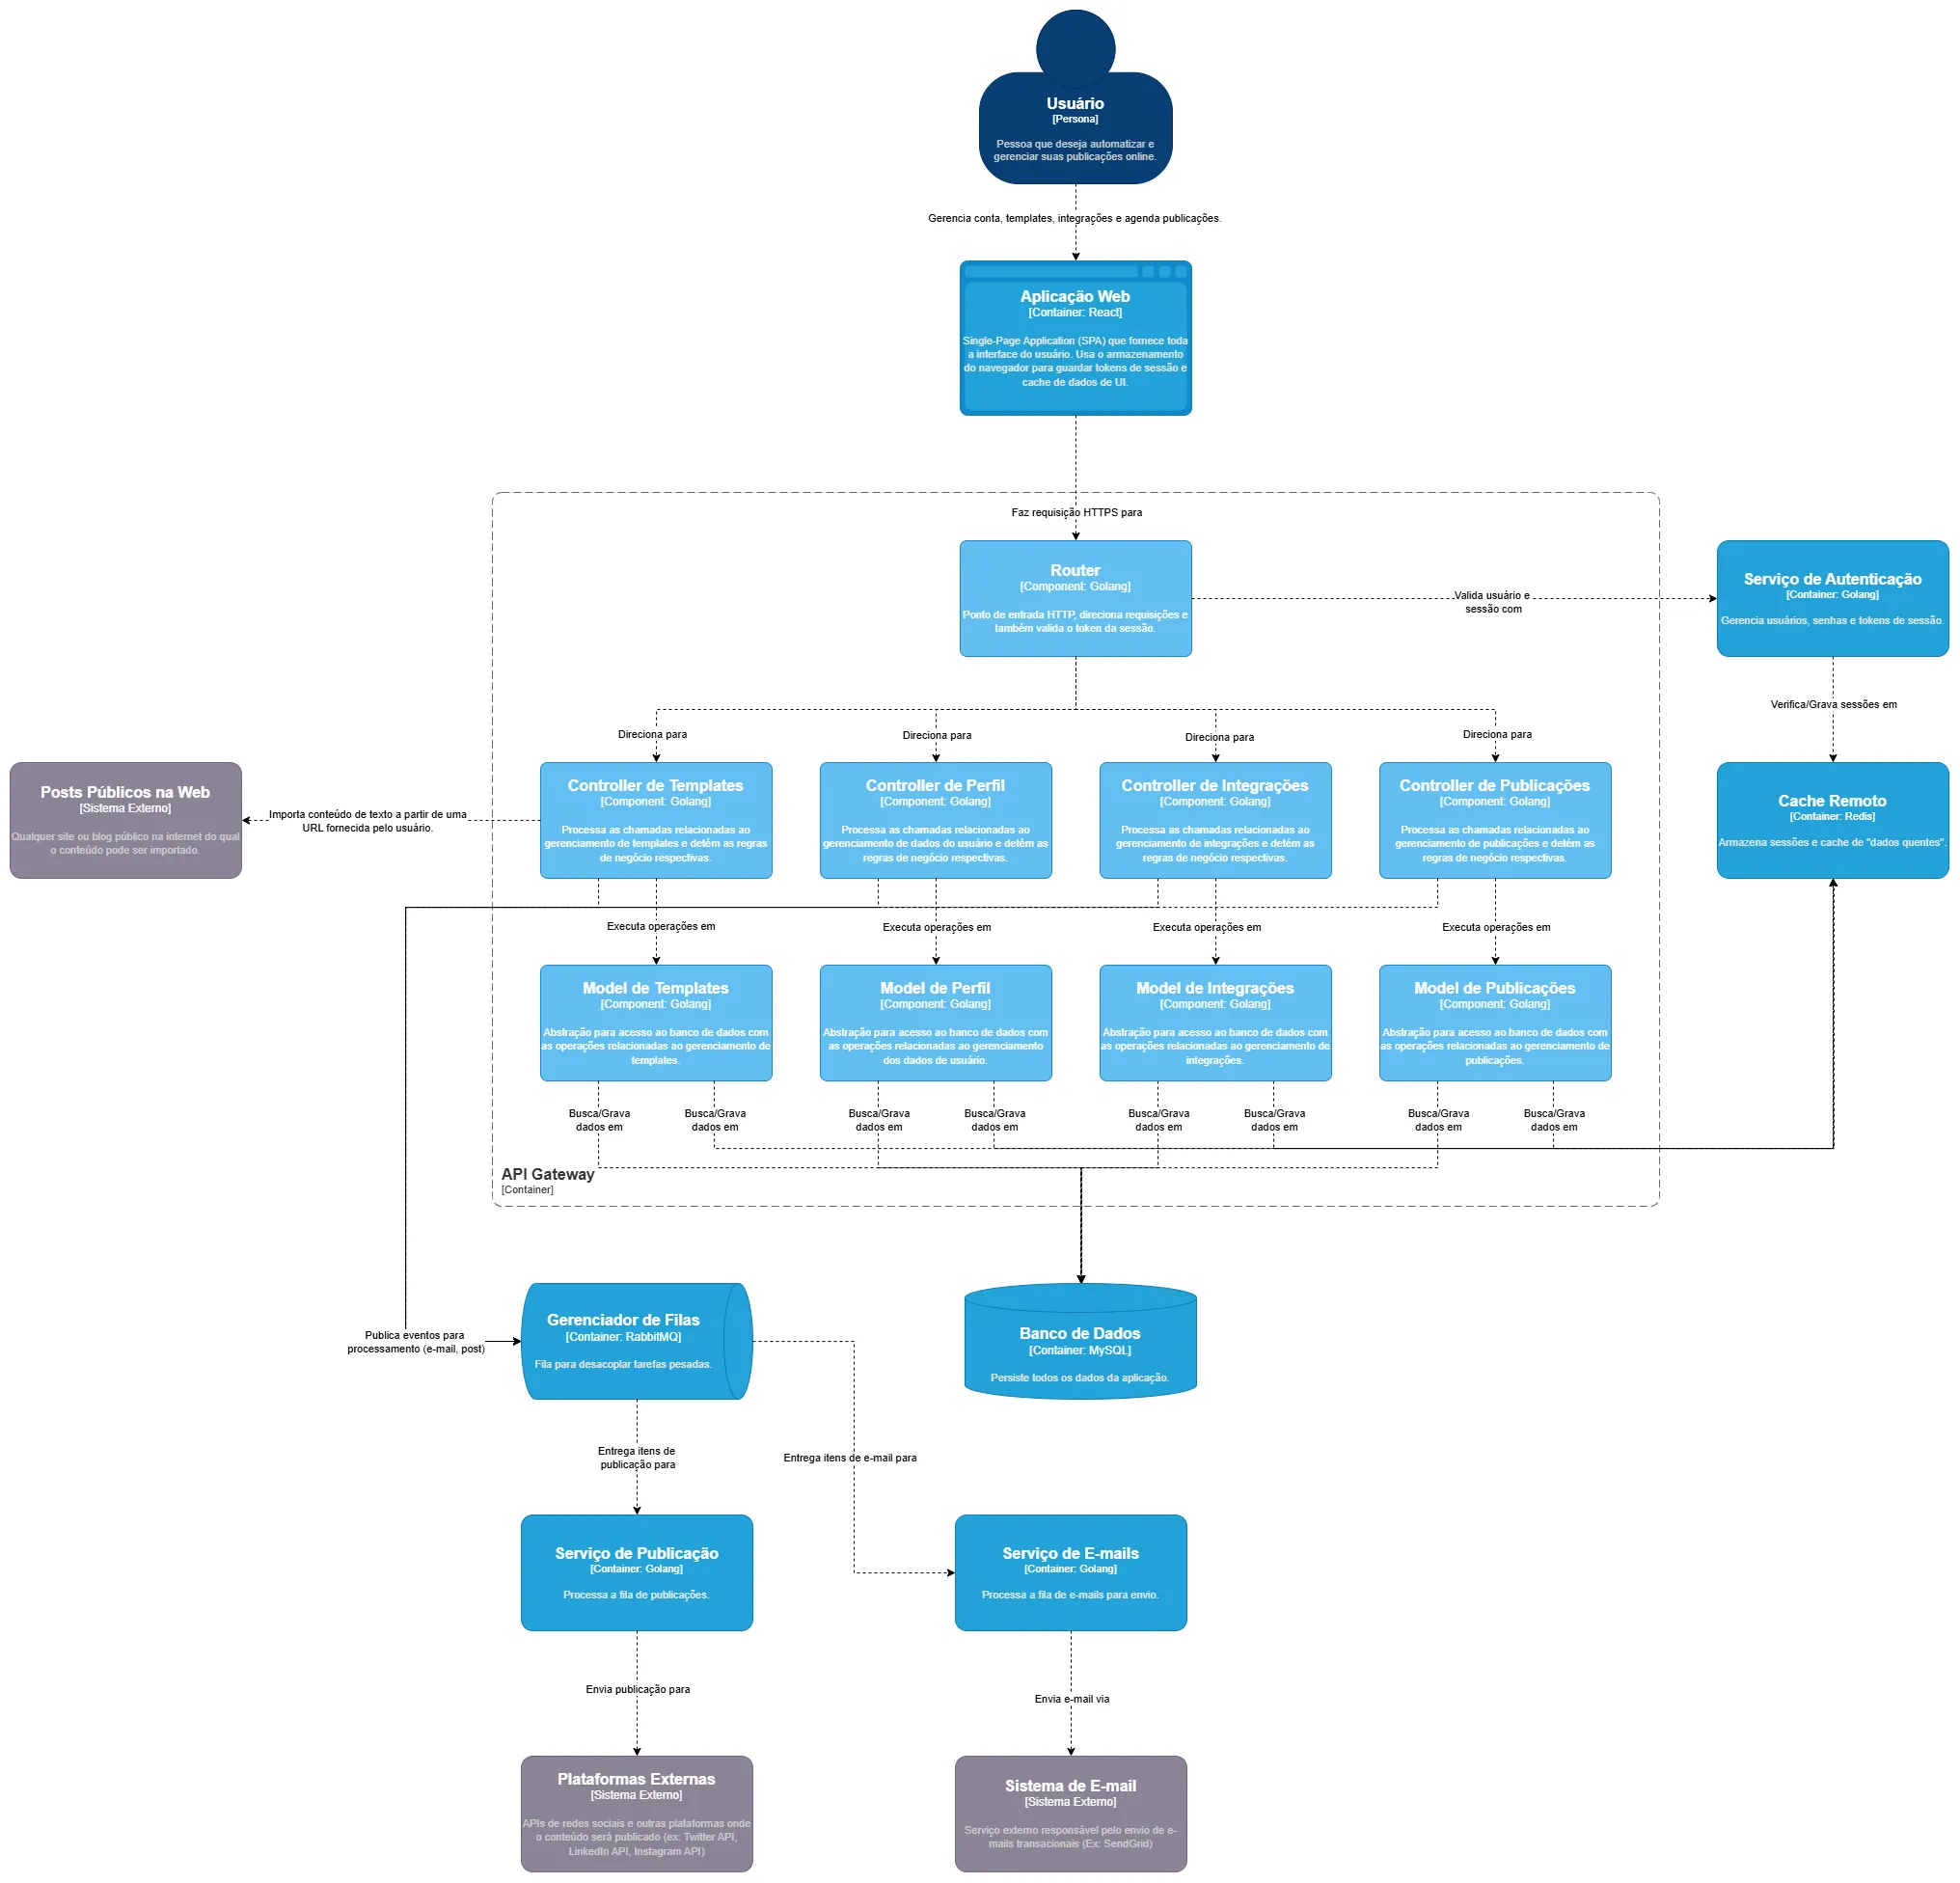 Usuário
[Persona]
Pessoa que deseja automatizar e
gerenciar suas publicações online.
Gerencia conta, templates, integrações e agenda publicações.
Aplicação Web
[Container: React]
Single-Page Application (SPA) que fornece toda
a interface do usuário. Usa o armazenamento
do navegador para guardar tokens de sessão e
cache de dados de UI.
Faz requisição HTTPS para
Router
[Component: Golang]
Ponto de entrada HTTP, direciona requisições e
também valida o token da sessão.
Valida usuário e
sessão com
Serviço de Autenticação
[Container: Golang]
Gerencia usuários, senhas e tokens de sessão.
Verifica/Grava sessões em
Direciona para
Direciona para
Direciona para
Direciona para
Posts Públicos na Web
[Sistema Externo]
Qualquer site ou blog público na internet do qual
o conteúdo pode ser importado.
Importa conteúdo de texto a partir de uma
URL fornecida pelo usuário.
Controller de Templates
[Component: Golang]
Processa as chamadas relacionadas ao
gerenciamento de templates e detém as regras
de negócio respectivas.
Controller de Perfil
[Component: Golang]
Processa as chamadas relacionadas ao
gerenciamento de dados do usuário e detém as
regras de negócio respectivas.
Controller de Integrações
[Component: Golang]
Processa as chamadas relacionadas ao
gerenciamento de integrações e detém as
regras de negócio respectivas.
Controller de Publicações
[Component: Golang]
Processa as chamadas relacionadas ao
gerenciamento de publicações e detém as
regras de negócio respectivas.
Cache Remoto
[Container: Redis]
Armazena sessões e cache de "dados quentes".
Executa operações em
Executa operações em
Executa operações em
Executa operações em
Model de Templates
[Component: Golang]
Abstração para acesso ao banco de dados com
as operações relacionadas ao gerenciamento de
templates.
Model de Perfil
[Component: Golang]
Abstração para acesso ao banco de dados com
as operações relacionadas ao gerenciamento
dos dados de usuário.
Model de Integrações
[Component: Golang]
Abstração para acesso ao banco de dados com
as operações relacionadas ao gerenciamento de
integrações.
Model de Publicações
[Component: Golang]
Abstração para acesso ao banco de dados com
as operações relacionadas ao gerenciamento de
publicações.
Busca/Grava
dados em
Busca/Grava
dados em
Busca/Grava
dados em
Busca/Grava
dados em
Busca/Grava
dados em
Busca/Grava
dados em
Busca/Grava
dados em
Busca/Grava
dados em
API Gateway
[Container]
Publica eventos para
processamento (e-mail, post)
Gerenciador de Filas
[Container: RabbitMQ]
Fila para desacoplar tarefas pesadas.
Banco de Dados
[Container: MySQL]
Persiste todos os dados da aplicação.
Entrega itens de
publicação para
Entrega itens de e-mail para
Serviço de Publicação
[Container: Golang]
Processa a fila de publicações.
Serviço de E-mails
[Container: Golang]
Processa a fila de e-mails para envio.
Envia publicação para
Envia e-mail via
Plataformas Externas
[Sistema Externo]
APIs de redes sociais e outras plataformas onde
o conteúdo será publicado (ex: Twitter API,
LinkedIn API, Instagram API)
Sistema de E-mail
[Sistema Externo]
Serviço externo responsável pelo envio de e-
mails transacionais (Ex: SendGrid)